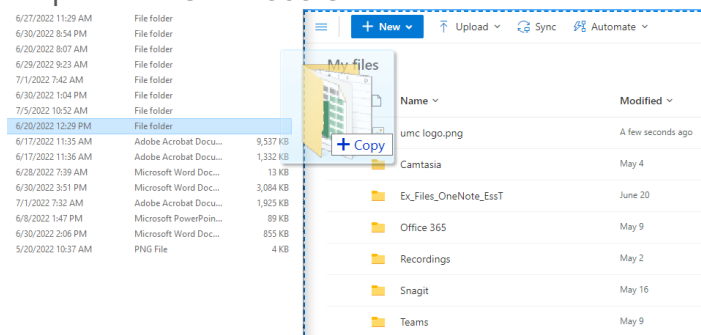 6/27/2022 11:29 AM File folder
6/30/2022 8:54 PM File folder
6/20/2022 8:07 AM File folder
6/29/2022 9:23 AM File folder
7/1/2022 7:42 AM File folder
6/30/2022 1:04 PM File folder
7/5/2022 10:52 AM File folder
6/20/2022 12:29 PM File folder
6/17/2022 11:35 AM Adobe Acrobat Docu... 9,537 KB
6/17/2022 11:36 AM Adobe Acrobat Docu... 1,332 KB
6/28/2022 7:39 AM Microsoft Word Doc... 13 KB
6/30/2022 3:51 PM Microsoft Word Doc... 3,084 KB
7/1/2022 7:32 AM Adobe Acrobat Docu... 1,925 KB
6/8/2022 1:47 PM Microsoft PowerPoin... 89 KB
6/30/2022 2:06 PM Microsoft Word Doc... 855 KB
5/20/2022 10:37 AM PNG File 4 KB
+ New Upload Sync Automate
My files
Name Modified
umc logo.png A few seconds ago
+ Copy
Camtasia May 4
Ex_Files_OneNote_EssT June 20
Office 365 May 9
Recordings May 2
Snagit May 16
Teams May 9